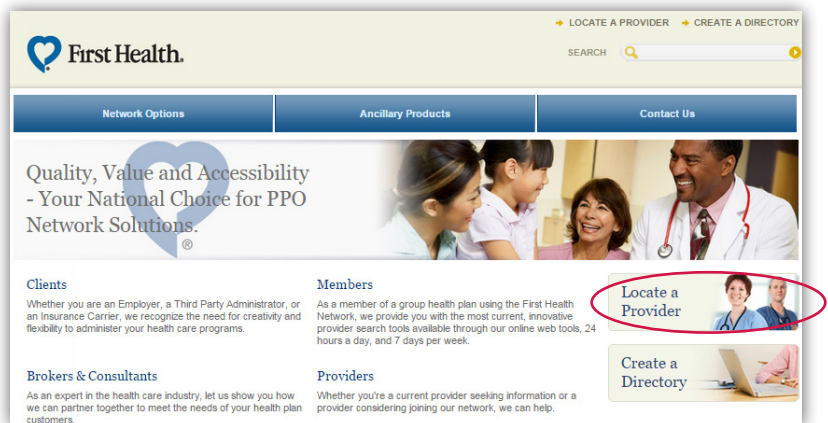 LOCATE A PROVIDER CREATE A DIRECTORY
First Health.
SEARCH
Network Options
Ancillary Products
Contact Us
Quality, Value and Accessibility
- Your National Choice for PPO
Network Solutions.
®
Clients
Whether you are an Employer, a Third Party Administrator, or
an Insurance Carrier, we recognize the need for creativity and
flexibility to administer your health care programs.
Members
As a member of a group health plan using the First Health
Network, we provide you with the most current, innovative
provider search tools available through our online web tools, 24
hours a day, and 7 days per week.
Locate a
Provider
Brokers & Consultants
As an expert in the health care industry, let us show you how
we can partner together to meet the needs of your health plan
customers.
Providers
Whether you're a current provider seeking information or a
provider considering joining our network, we can help.
Create a
Directory